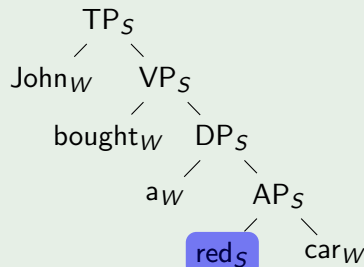 TP_S
John_W VP_S
bought_W DP_S
a_W AP_S
red_S car_W